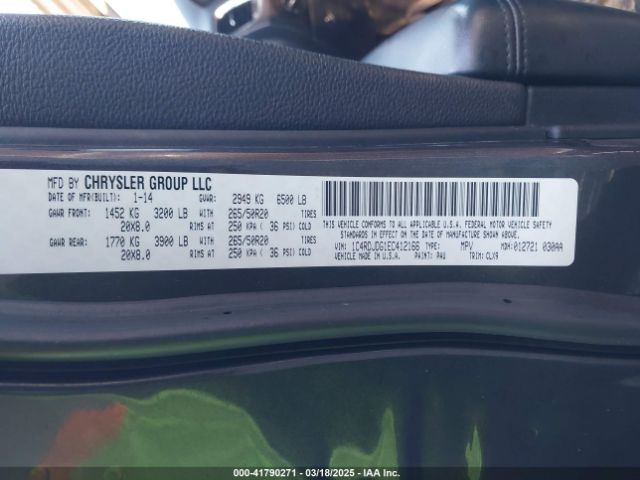 MFD BY CHRYSLER GROUP LLC
DATE OF MFR(BUILT): 1-14 GVWR: 2949 KG 6500 LB
GAWR FRONT: 1452 KG 3200 LB WITH 265/50R20 TIRES
20X8.0 RIMS AT 250 KPA ( 36 PSI) COLD
GAWR REAR: 1770 KG 3900 LB WITH 265/50R20 TIRES
20X8.0 RIMS AT 250 KPA ( 36 PSI) COLD
THIS VEHICLE CONFORMS TO ALL APPLICABLE U.S.A. FEDERAL MOTOR VEHICLE
SAFETY STANDARDS IN EFFECT ON THE DATE OF MANUFACTURE SHOWN ABOVE.
VIN: 1C4RDJDG1EC412166 TYPE: MPV MDH: 012721 030AA
VEHICLE MADE IN U.S.A. PAINT: PAU TRIM: CLX9
000-41790271 | 03/18/2025 | IAA Inc.